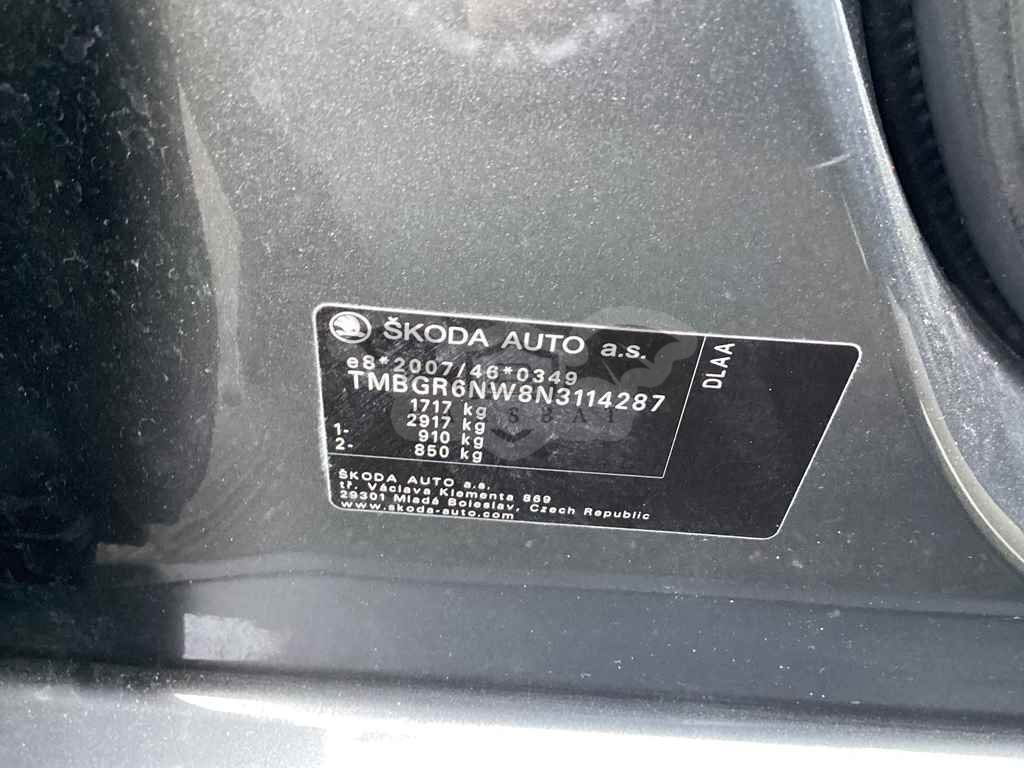 ŠKODA AUTO a.s.
e8*2007/46*0349
TMBGR6NW8N3114287
1717 kg
2917 kg
1- 910 kg
2- 850 kg
DLAA
ŠKODA AUTO a.s.
tř. Václava Klementa 869
29301 Mladá Boleslav, Czech Republic
www.skoda-auto.com